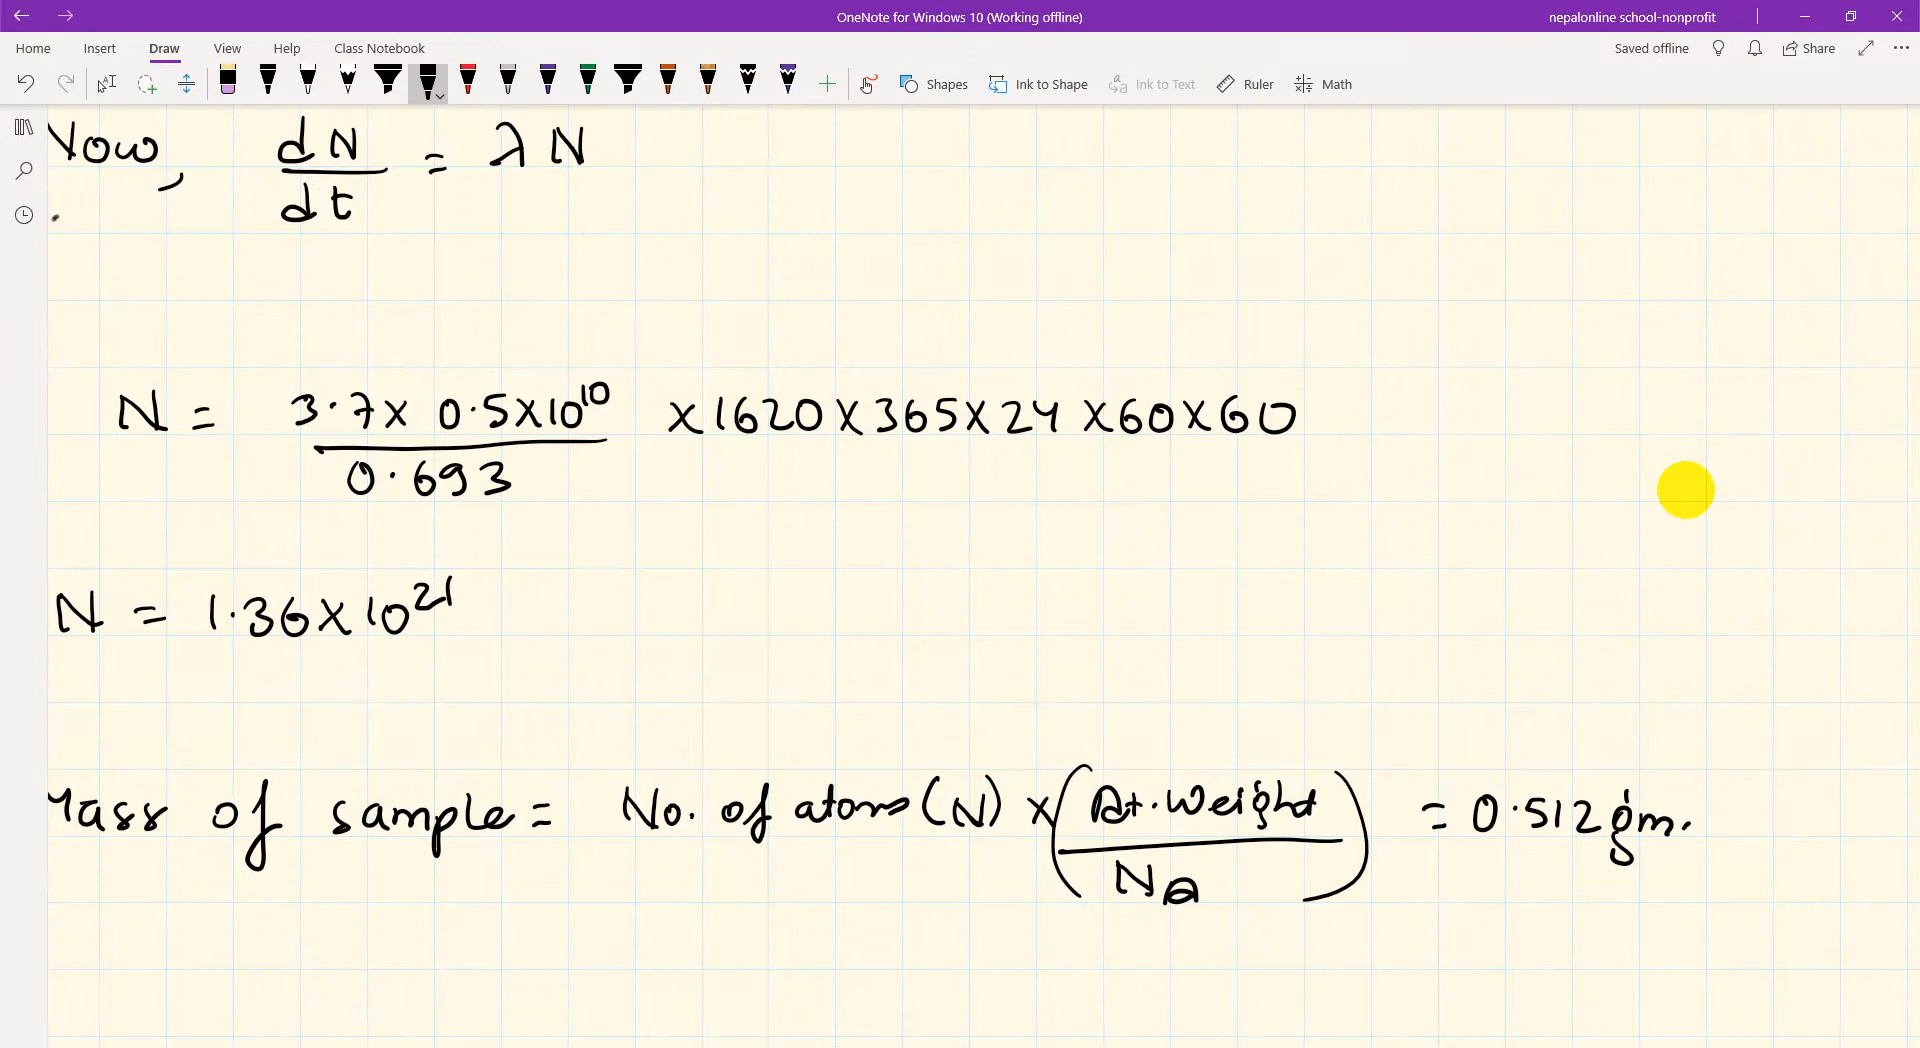 OneNote for Windows 10 (Working offline)
nepalonline school-nonprofit
Home Insert Draw View Help Class Notebook
Saved offline Share
Shapes Ink to Shape Ink to Text Ruler Math
Now, dN/dt = λN
N = 3.7 x 0.5 x 10^10 / 0.693 x 1620 x 365 x 24 x 60 x 60
N = 1.36 x 10^21
Mass of sample = No. of atoms (N) x (At. Weight / NA) = 0.512 gm.